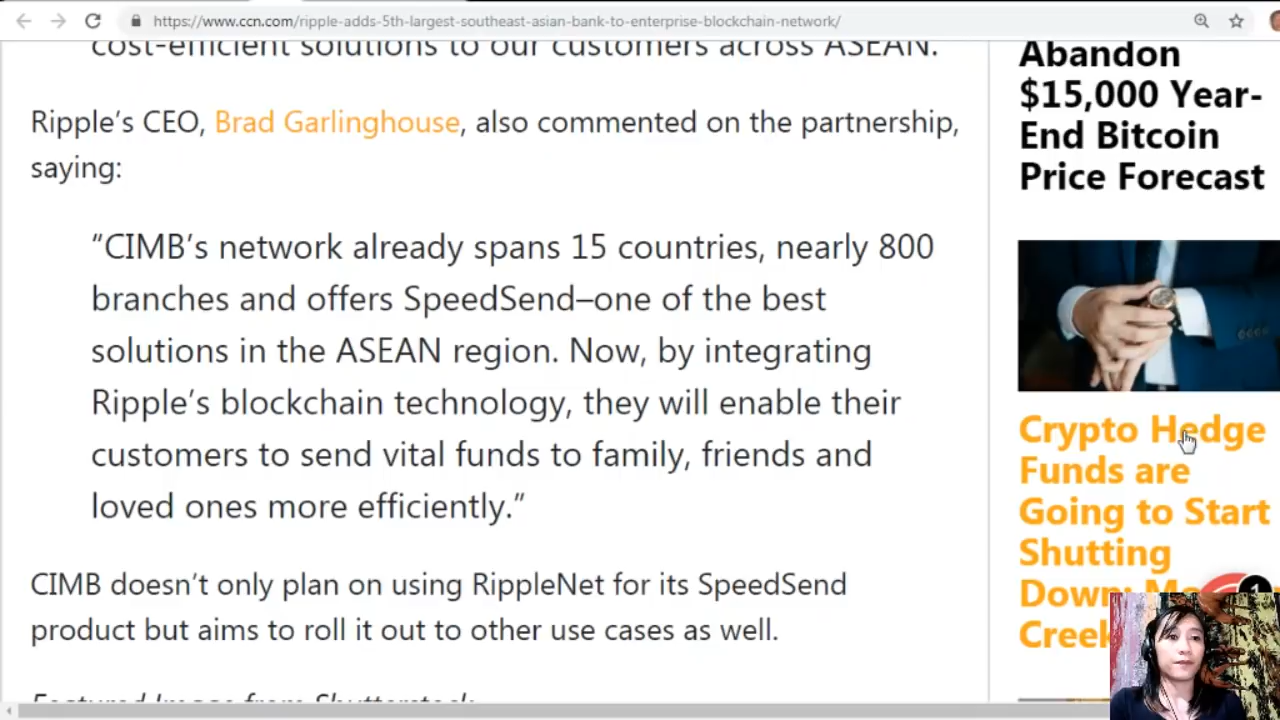 https://www.ccn.com/ripple-adds-5th-largest-southeast-asian-bank-to-enterprise-blockchain-network/
cost-efficient solutions to our customers across ASEAN.
Ripple’s CEO, Brad Garlinghouse, also commented on the partnership,
saying:
“CIMB’s network already spans 15 countries, nearly 800
branches and offers SpeedSend–one of the best
solutions in the ASEAN region. Now, by integrating
Ripple’s blockchain technology, they will enable their
customers to send vital funds to family, friends and
loved ones more efficiently.”
CIMB doesn’t only plan on using RippleNet for its SpeedSend
product but aims to roll it out to other use cases as well.
Featured Image from Shutterstock
Abandon
$15,000 Year-
End Bitcoin
Price Forecast
Crypto Hedge
Funds are
Going to Start
Shutting
Down:
Creek
1